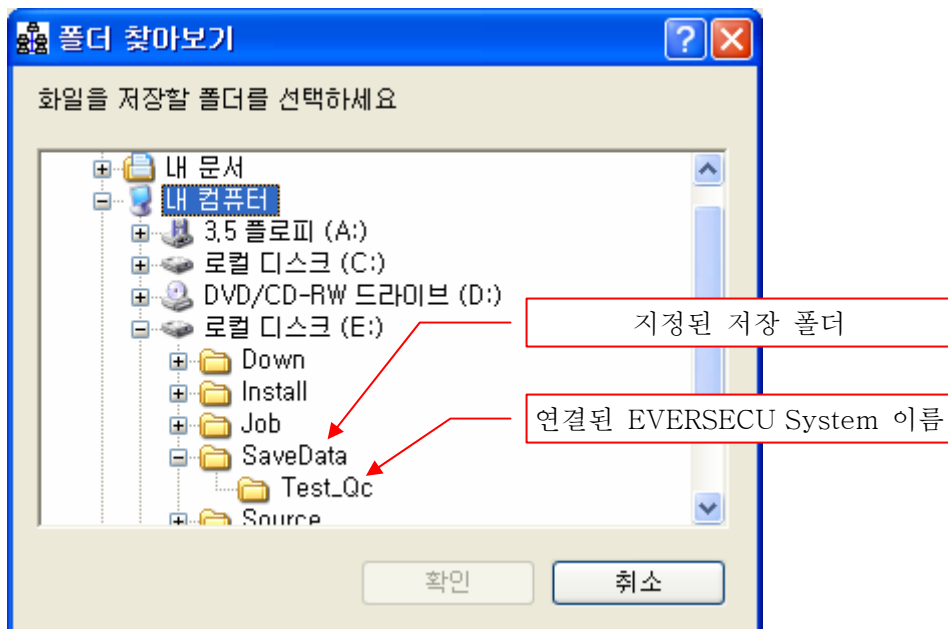 폴더 찾아보기
화일을 저장할 폴더를 선택하세요
내 문서
내 컴퓨터
3.5 플로피 (A:)
로컬 디스크 (C:)
DVD/CD-RW 드라이브 (D:)
로컬 디스크 (E:)
지정된 저장 폴더
Down
Install
연결된 EVERSECU System 이름
Job
SaveData
Test_Qc
Source
확인
취소